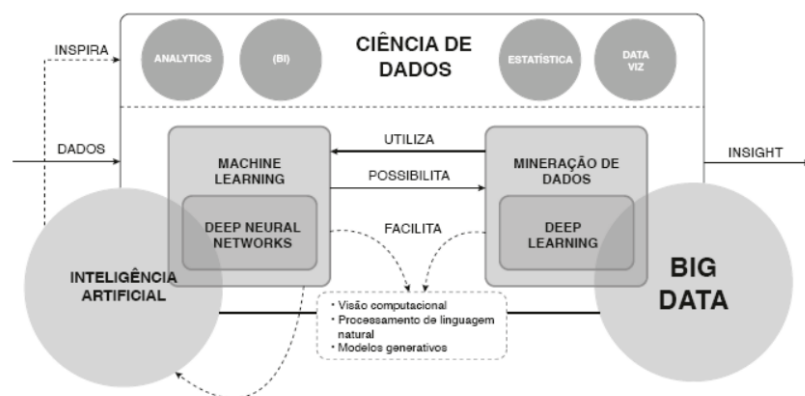 CIÊNCIA DE
DADOS
ANALYTICS
(BI)
ESTATÍSTICA
DATA
VIZ
INSPIRA
DADOS
MACHINE
LEARNING
DEEP NEURAL
NETWORKS
UTILIZA
POSSIBILITA
FACILITA
MINERAÇÃO DE
DADOS
DEEP
LEARNING
INSIGHT
INTELIGÊNCIA
ARTIFICIAL
• Visão computacional
• Processamento de linguagem
natural
• Modelos generativos
BIG
DATA